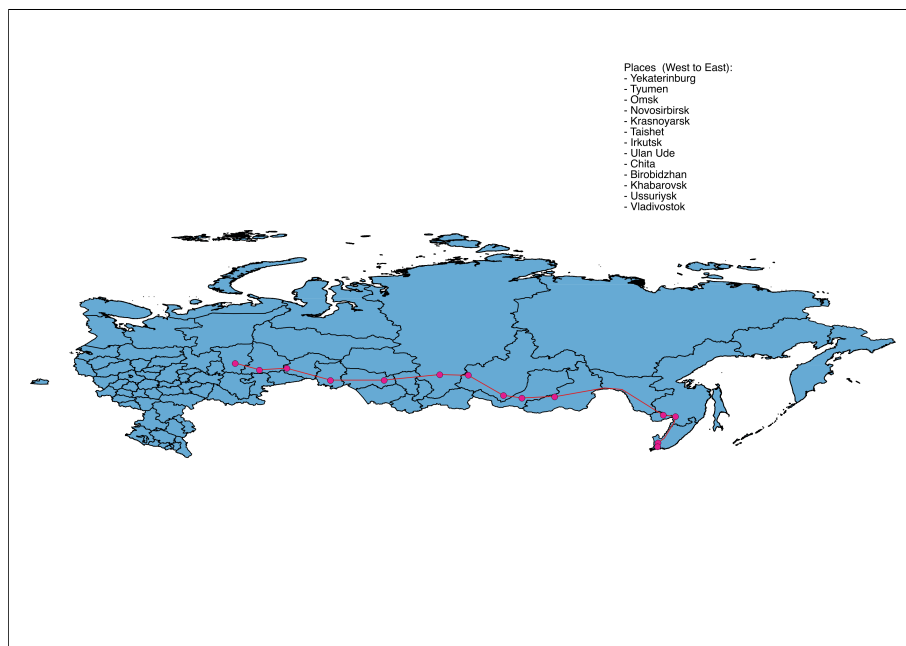 Places  (West to East):
- Yekaterinburg
- Tyumen
- Omsk
- Novosirbirsk
- Krasnoyarsk
- Taishet
- Irkutsk
- Ulan Ude
- Chita
- Birobidzhan
- Khabarovsk
- Ussuriysk
- Vladivostok